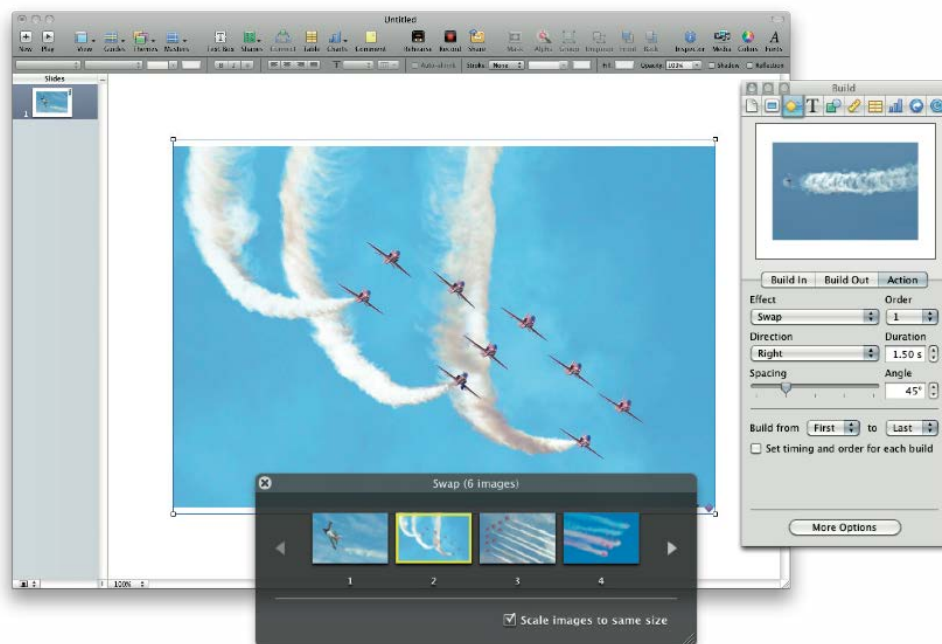 Untitled
New Play View Guides Themes Masters Text Box Shapes Connect Table Charts Comment Rehearse Record Share Mask Alpha Group Ungroup Front Back Inspector Media Colors Fonts
B I U T Auto-shrink Stroke: None Fill: Opacity: 100% Shadow Reflection
Slides
1
Build
T
Build In Build Out Action
Effect Order
Swap 1
Direction Duration
Right 1.50 s
Spacing Angle
45°
Build from First to Last
Set timing and order for each build
More Options
Swap (6 images)
1 2 3 4
Scale images to same size
100%